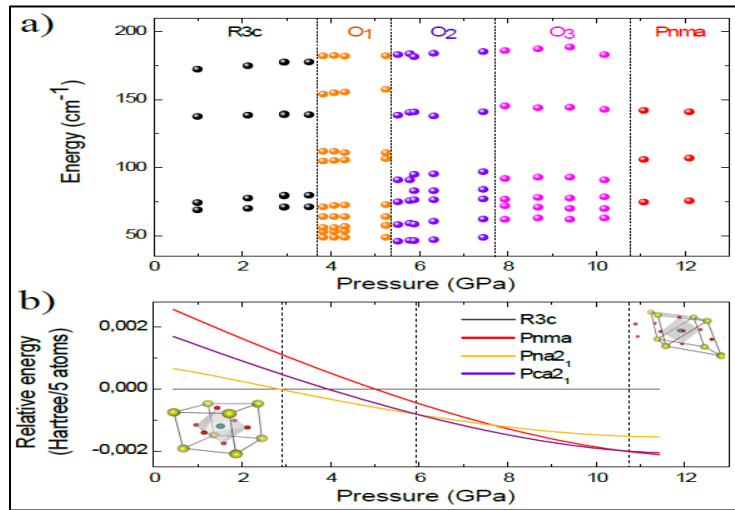 a)
R3c O₁ O₂ O₃ Pnma
200
150
100
50
Energy (cm⁻¹)
0 2 4 6 8 10 12
Pressure (GPa)
b)
R3c
Pnma
Pna2₁
Pca2₁
0,002
0,000
-0,002
Relative energy
(Hartree/5 atoms)
0 2 4 6 8 10 12
Pressure (GPa)